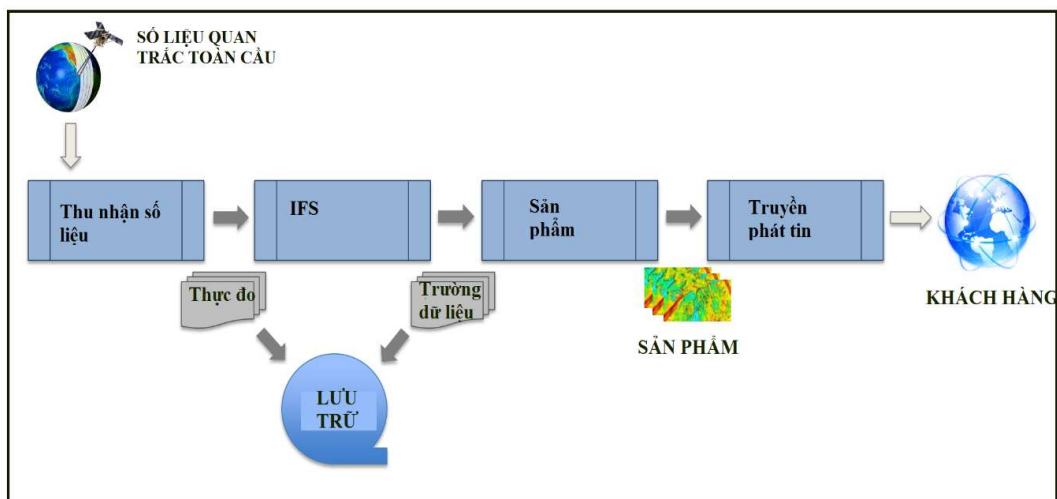 SỐ LIỆU QUAN
TRẮC TOÀN CẦU
Thu nhận số
liệu
IFS
Sản
phẩm
Truyền
phát tin
Thực đo
Trường
dữ liệu
SẢN PHẨM
KHÁCH HÀNG
LƯU
TRỮ